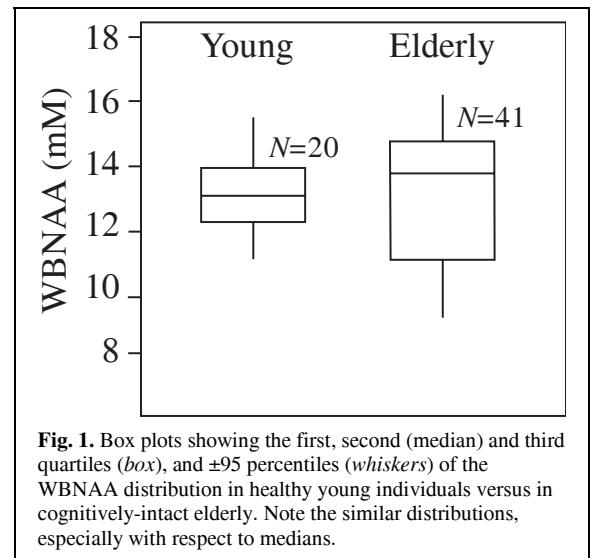 18
Young
Elderly
16
N=41
N=20
14
12
10
8
WBNAA (mM)
Fig. 1. Box plots showing the first, second (median) and third
quartiles (box), and ±95 percentiles (whiskers) of the
WBNAA distribution in healthy young individuals versus in
cognitively-intact elderly. Note the similar distributions,
especially with respect to medians.